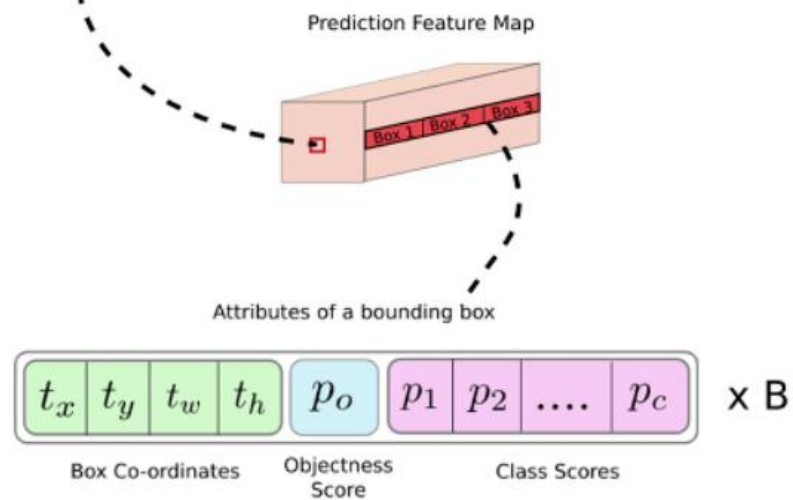 Prediction Feature Map
Box 1 Box 2 Box 3
Attributes of a bounding box
t_x t_y t_w t_h p_o p_1 p_2 .... p_c x B
Box Co-ordinates
Objectness
Score
Class Scores